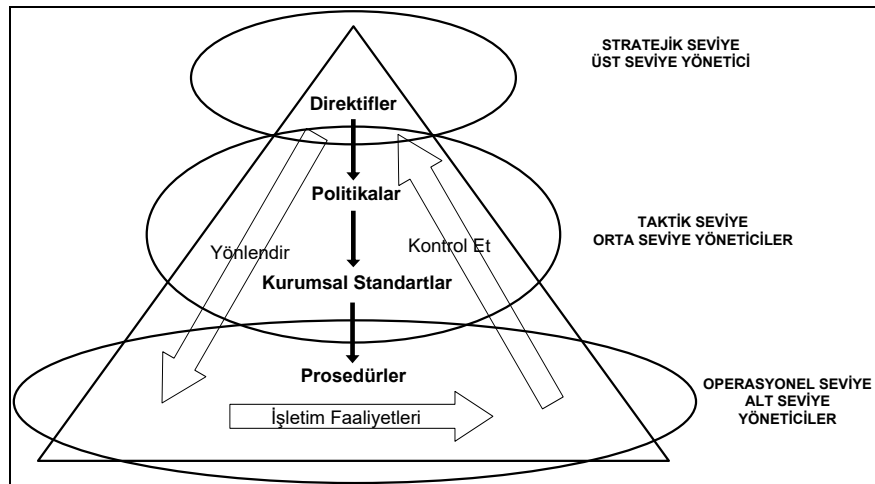 STRATEJİK SEVİYE
ÜST SEVİYE YÖNETİCİ
Direktifler
Politikalar
TAKTİK SEVİYE
ORTA SEVİYE YÖNETİCİLER
Yönlendir
Kontrol Et
Kurumsal Standartlar
Prosedürler
OPERASYONEL SEVİYE
ALT SEVİYE
YÖNETİCİLER
İşletim Faaliyetleri